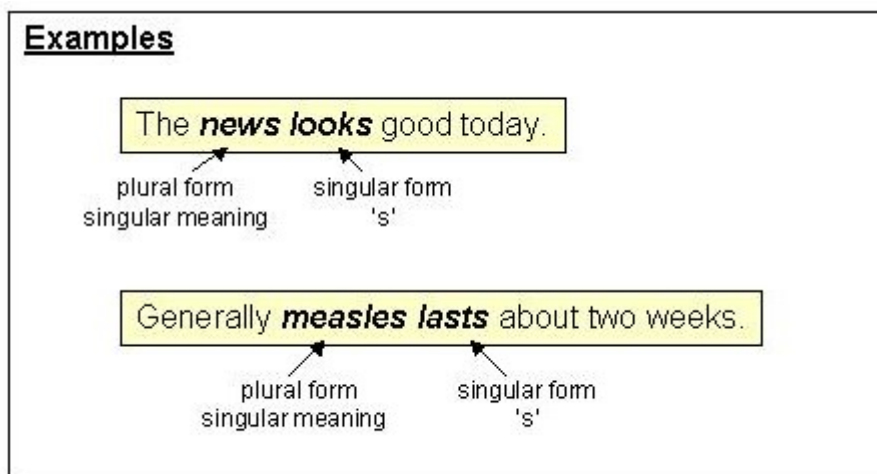 Examples
The news looks good today.
plural form singular form
singular meaning 's'
Generally measles lasts about two weeks.
plural form singular form
singular meaning 's'